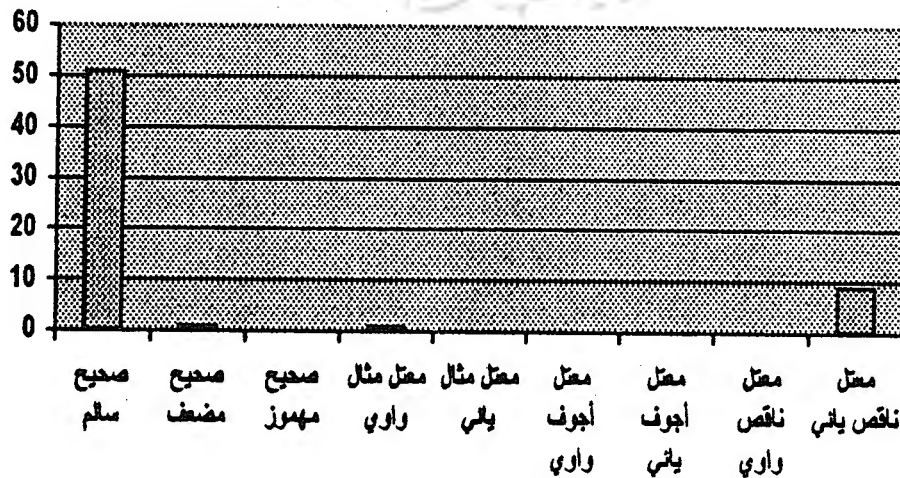 60
50
40
30
20
10
0
صحيح سالم
صحيح مضعف
صحيح مهموز
معتل مثال واوي
معتل مثال يائي
معتل أجوف واوي
معتل أجوف يائي
معتل ناقص واوي
معتل ناقص يائي